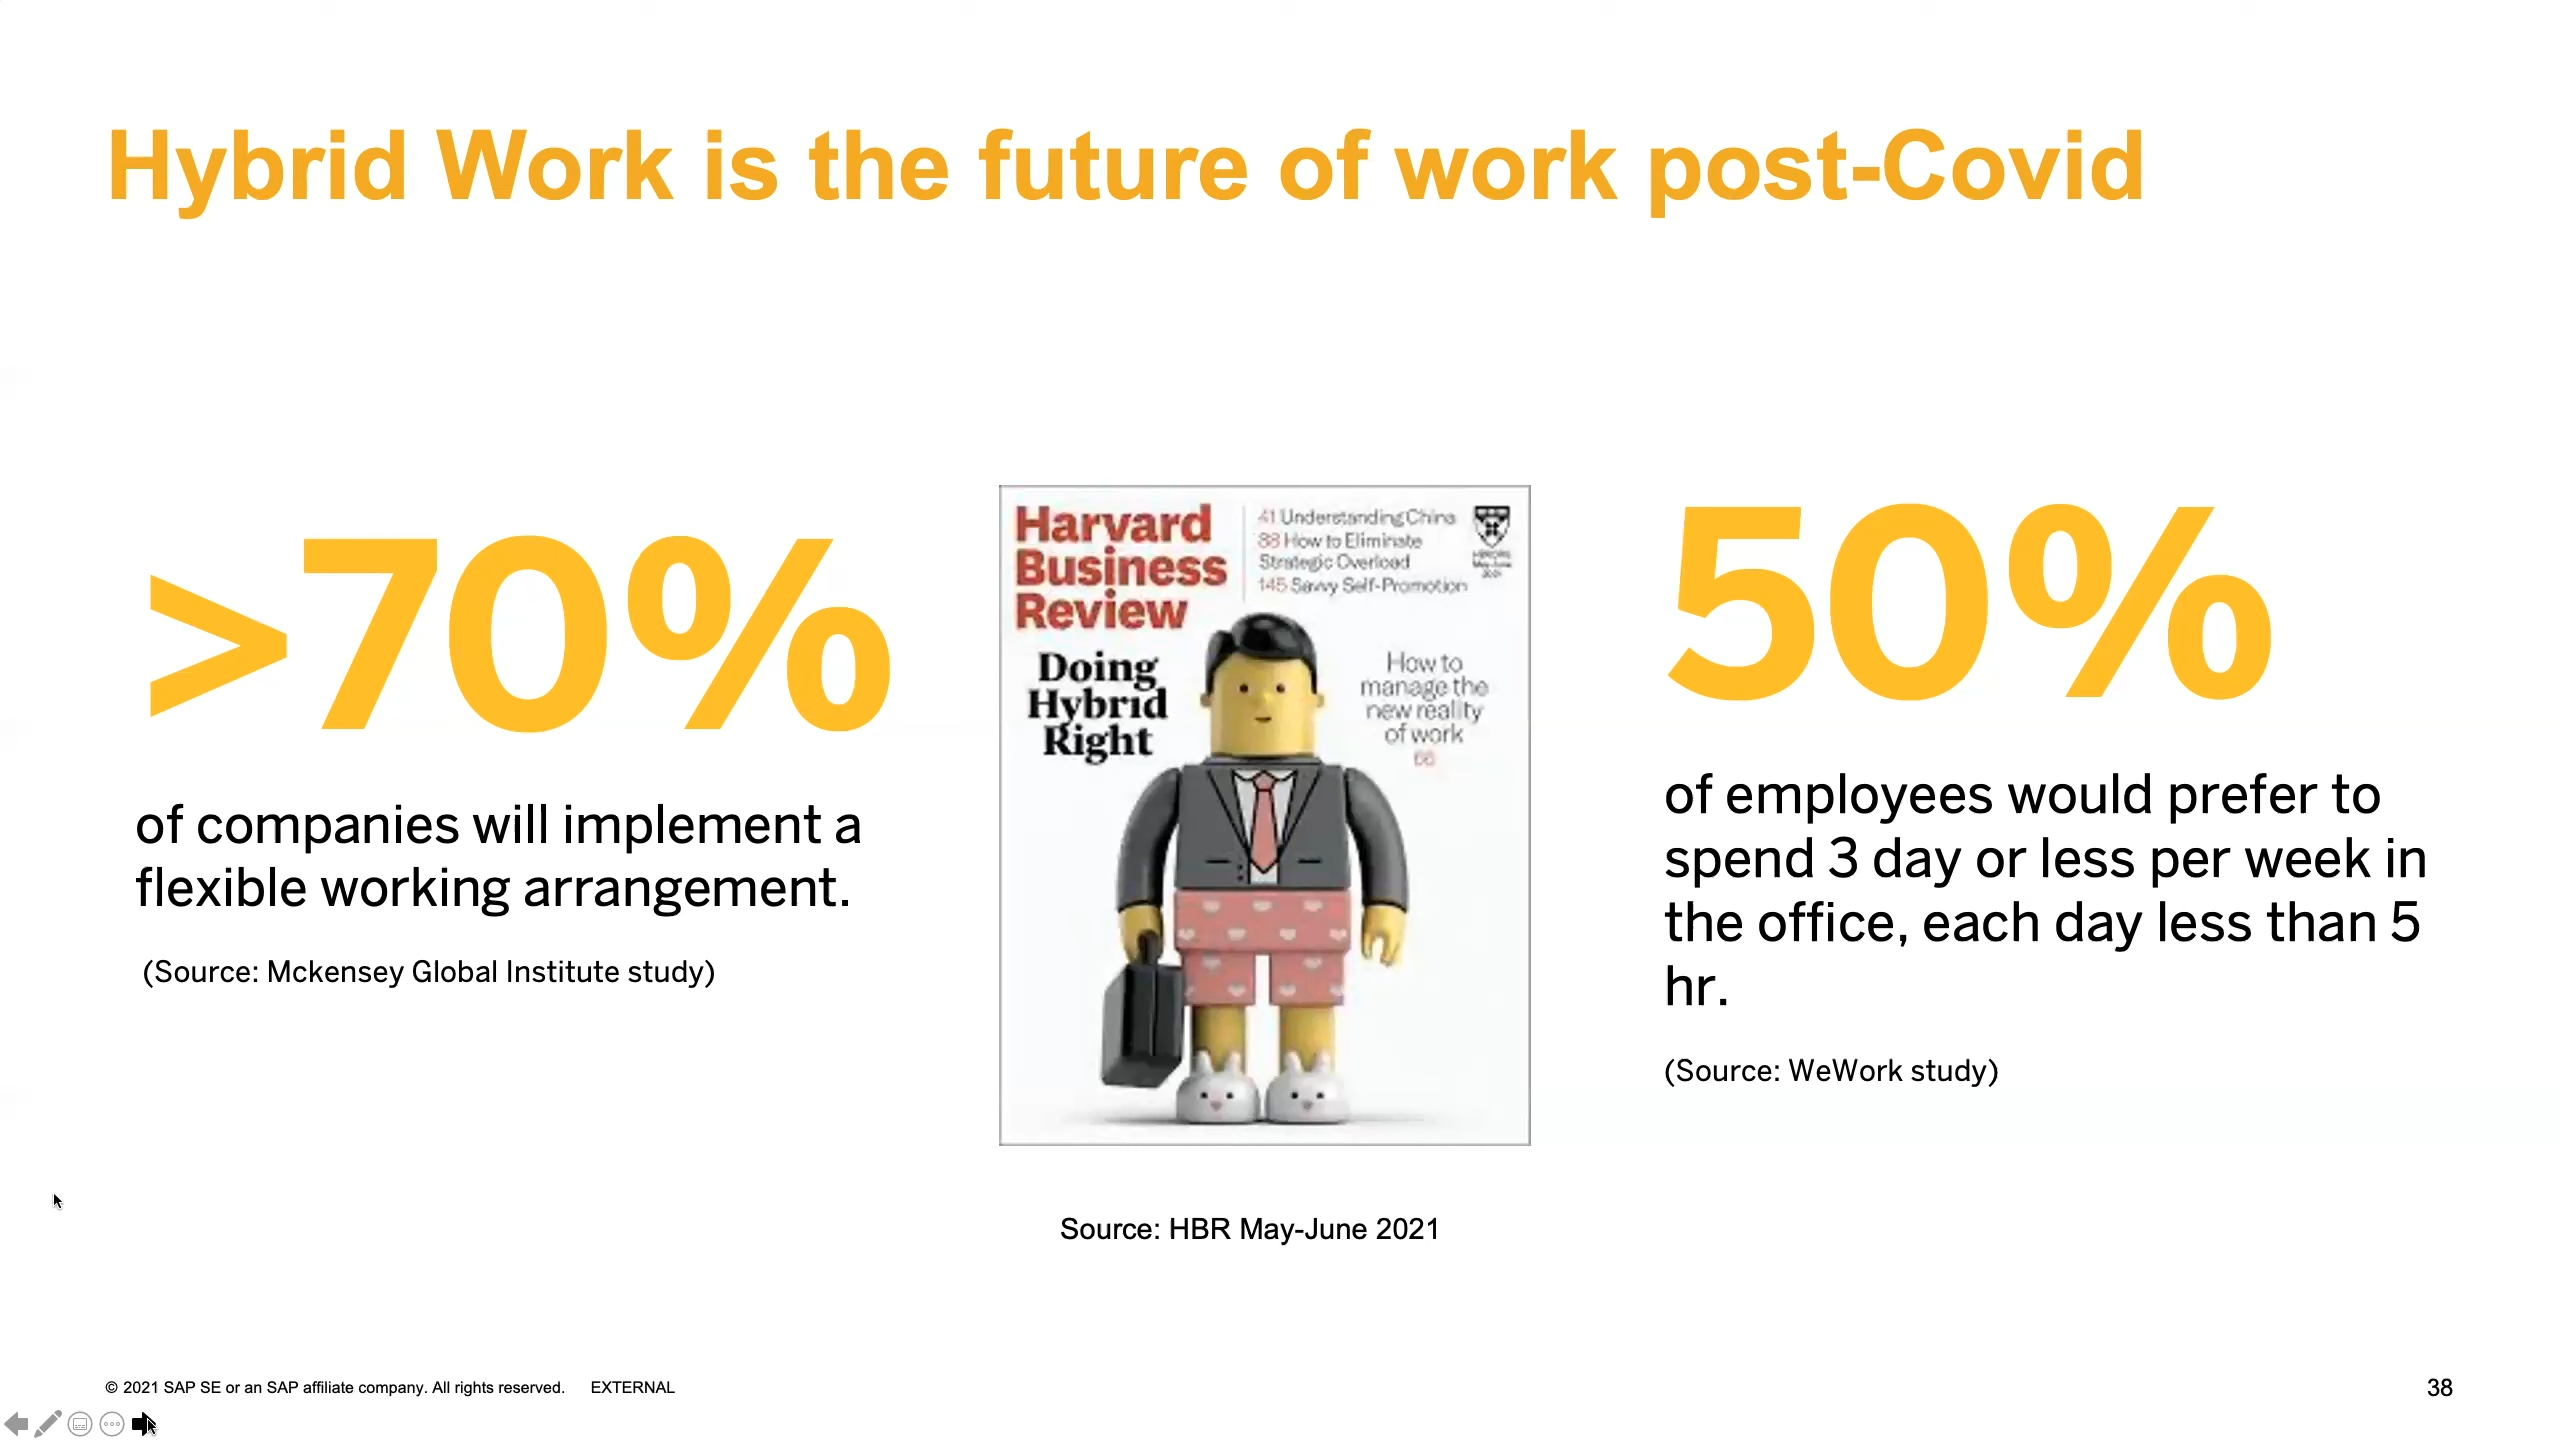 Hybrid Work is the future of work post-Covid
>70%
of companies will implement a
flexible working arrangement.
(Source: Mckensey Global Institute study)
Harvard
Business
Review
41 Understanding China
88 How to Eliminate
Strategic Overload
145 Savvy Self-Promotion
Doing
Hybrid
Right
How to
manage the
new reality
of work
66
Source: HBR May-June 2021
50%
of employees would prefer to
spend 3 day or less per week in
the office, each day less than 5
hr.
(Source: WeWork study)
© 2021 SAP SE or an SAP affiliate company. All rights reserved. EXTERNAL
38